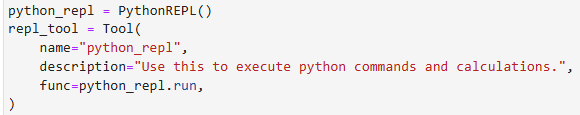 python_repl = PythonREPL()
repl_tool = Tool(
    name="python_repl",
    description="Use this to execute python commands and calculations.",
    func=python_repl.run,
)